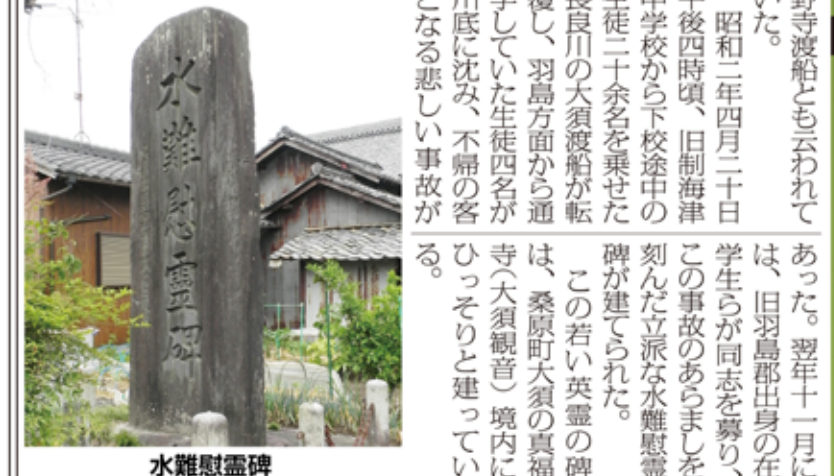 野寺渡船とも云われて
いた。
昭和二年四月二十日
午後四時頃、旧制海津
中学校から下校途中の
生徒二十余名を乗せた
長良川の大須渡船が転
覆し、羽島方面から通
学していた生徒四名が
川底に沈み、不帰の客
となる悲しい事故が
あった。翌年十一月に
は、旧羽島郡出身の在
学生らが同志を募り、
この事故のあらましを
刻んだ立派な水難慰霊
碑が建てられた。
この若い英霊の碑
は、桑原町大須の真福
寺(大須観音)境内に
ひっそりと建ってい
る。
水難慰霊碑
水難慰霊碑